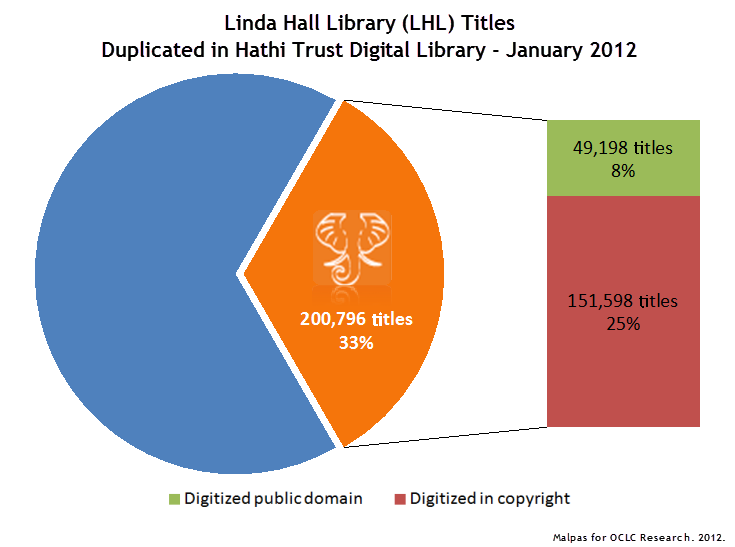 Linda Hall Library (LHL) Titles
Duplicated in Hathi Trust Digital Library - January 2012
49,198 titles
8%
151,598 titles
25%
200,796 titles
33%
Digitized public domain
Digitized in copyright
Malpas for OCLC Research. 2012.